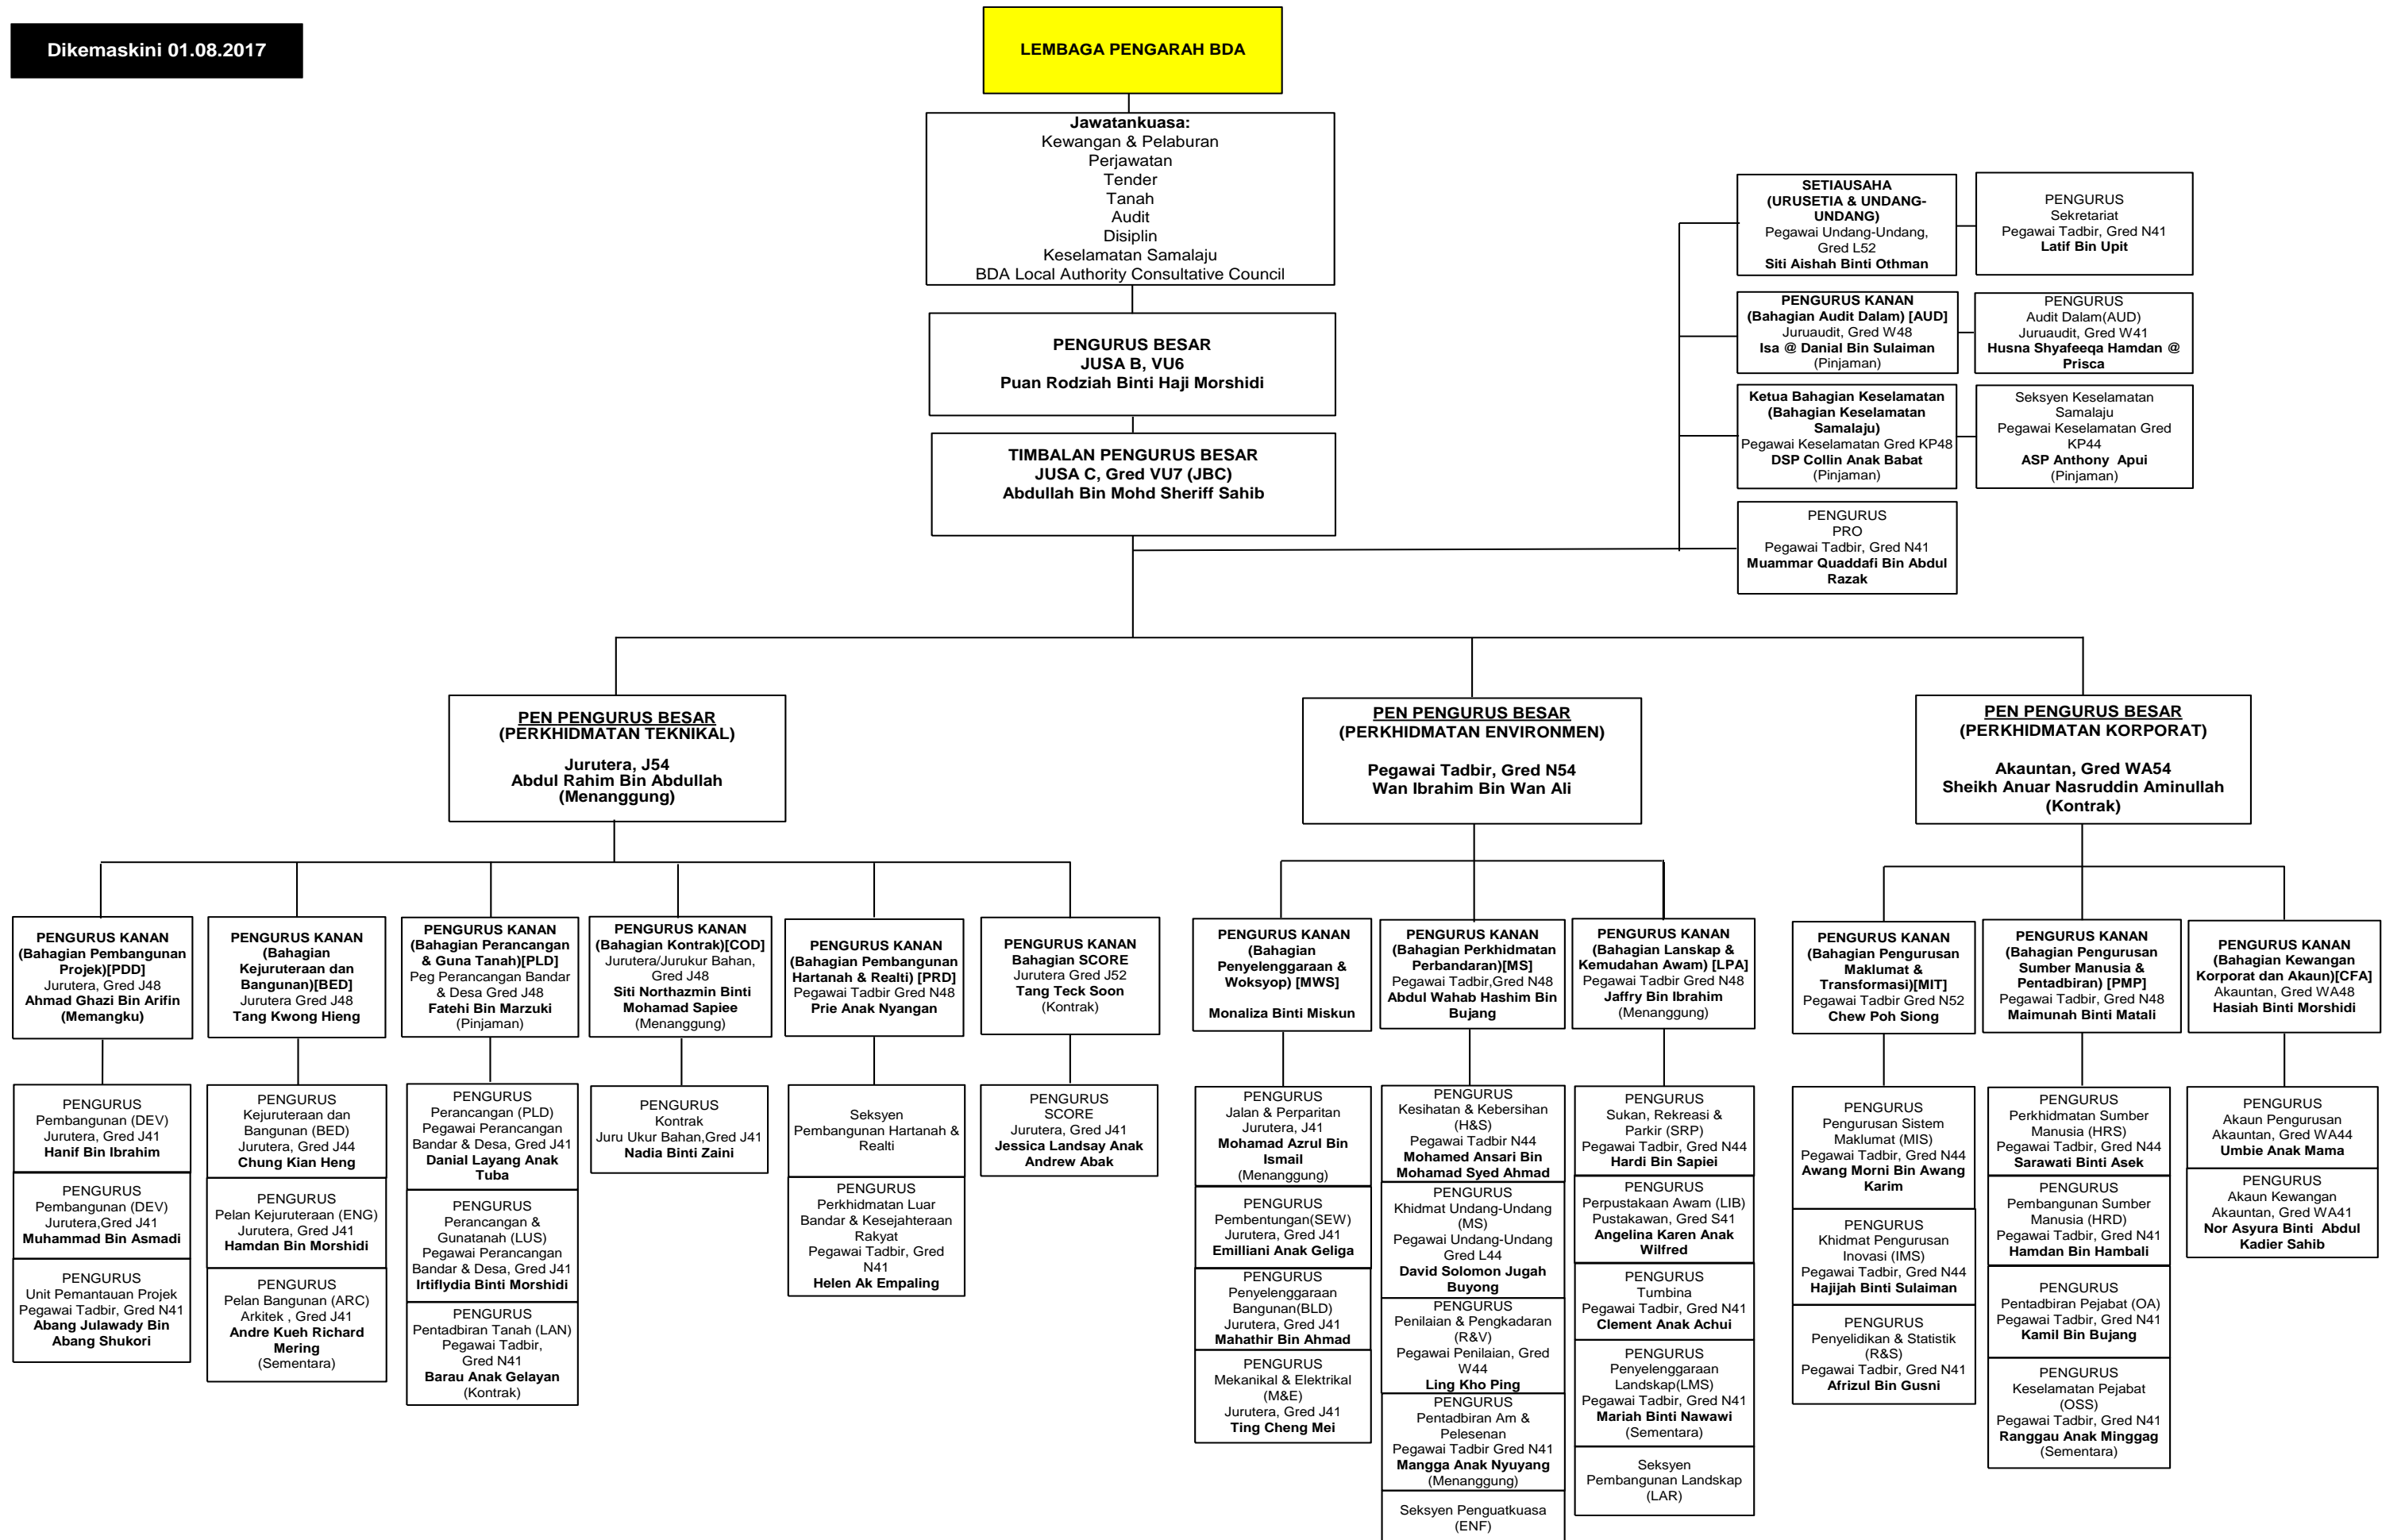 Dikemaskini 01.08.2017
LEMBAGA PENGARAH BDA
Jawatankuasa:
Kewangan & Pelaburan
Perjawatan
Tender
Tanah
Audit
Disiplin
Keselamatan Samalaju
BDA Local Authority Consultative Council
PENGURUS BESAR
JUSA B, VU6
Puan Rodziah Binti Haji Morshidi
TIMBALAN PENGURUS BESAR
JUSA C, Gred VU7 (JBC)
Abdullah Bin Mohd Sheriff Sahib
SETIAUSAHA
(URUSETIA & UNDANG-
UNDANG)
Pegawai Undang-Undang,
Gred L52
Siti Aishah Binti Othman
PENGURUS
Sekretariat
Pegawai Tadbir, Gred N41
Latif Bin Upit
PENGURUS KANAN
(Bahagian Audit Dalam) [AUD]
Juruaudit, Gred W48
Isa @ Danial Bin Sulaiman
(Pinjaman)
PENGURUS
Audit Dalam(AUD)
Juruaudit, Gred W41
Husna Shyafeeqa Hamdan @
Prisca
Ketua Bahagian Keselamatan
(Bahagian Keselamatan
Samalaju)
Pegawai Keselamatan Gred KP48
DSP Collin Anak Babat
(Pinjaman)
Seksyen Keselamatan
Samalaju
Pegawai Keselamatan Gred
KP44
ASP Anthony  Apui
(Pinjaman)
PENGURUS
PRO
Pegawai Tadbir, Gred N41
Muammar Quaddafi Bin Abdul
Razak
PEN PENGURUS BESAR
(PERKHIDMATAN TEKNIKAL)
Jurutera, J54
Abdul Rahim Bin Abdullah
(Menanggung)
PEN PENGURUS BESAR
(PERKHIDMATAN ENVIRONMEN)
Pegawai Tadbir, Gred N54
Wan Ibrahim Bin Wan Ali
PEN PENGURUS BESAR
(PERKHIDMATAN KORPORAT)
Akauntan, Gred WA54
Sheikh Anuar Nasruddin Aminullah
(Kontrak)
PENGURUS KANAN
(Bahagian Pembangunan
Projek)[PDD]
Jurutera, Gred J48
Ahmad Ghazi Bin Arifin
(Memangku)
PENGURUS KANAN
(Bahagian
Kejuruteraan dan
Bangunan)[BED]
Jurutera Gred J48
Tang Kwong Hieng
PENGURUS KANAN
(Bahagian Perancangan
& Guna Tanah)[PLD]
Peg Perancangan Bandar
& Desa Gred J48
Fatehi Bin Marzuki
(Pinjaman)
PENGURUS KANAN
(Bahagian Kontrak)[COD]
Jurutera/Jurukur Bahan,
Gred J48
Siti Northazmin Binti
Mohamad Sapiee
(Menanggung)
PENGURUS KANAN
(Bahagian Pembangunan
Hartanah & Realti) [PRD]
Pegawai Tadbir Gred N48
Prie Anak Nyangan
PENGURUS KANAN
Bahagian SCORE
Jurutera Gred J52
Tang Teck Soon
(Kontrak)
PENGURUS KANAN
(Bahagian
Penyelenggaraan &
Woksyop) [MWS]
Monaliza Binti Miskun
PENGURUS KANAN
(Bahagian Perkhidmatan
Perbandaran)[MS]
Pegawai Tadbir,Gred N48
Abdul Wahab Hashim Bin
Bujang
PENGURUS KANAN
(Bahagian Lanskap &
Kemudahan Awam) [LPA]
Pegawai Tadbir Gred N48
Jaffry Bin Ibrahim
(Menanggung)
PENGURUS KANAN
(Bahagian Pengurusan
Maklumat &
Transformasi)[MIT]
Pegawai Tadbir Gred N52
Chew Poh Siong
PENGURUS KANAN
(Bahagian Pengurusan
Sumber Manusia &
Pentadbiran) [PMP]
Pegawai Tadbir, Gred N48
Maimunah Binti Matali
PENGURUS KANAN
(Bahagian Kewangan
Korporat dan Akaun)[CFA]
Akauntan, Gred WA48
Hasiah Binti Morshidi
PENGURUS
Pembangunan (DEV)
Jurutera, Gred J41
Hanif Bin Ibrahim
PENGURUS
Pembangunan (DEV)
Jurutera,Gred J41
Muhammad Bin Asmadi
PENGURUS
Unit Pemantauan Projek
Pegawai Tadbir, Gred N41
Abang Julawady Bin
Abang Shukori
PENGURUS
Kejuruteraan dan
Bangunan (BED)
Jurutera, Gred J44
Chung Kian Heng
PENGURUS
Pelan Kejuruteraan (ENG)
Jurutera, Gred J41
Hamdan Bin Morshidi
PENGURUS
Pelan Bangunan (ARC)
Arkitek , Gred J41
Andre Kueh Richard
Mering
(Sementara)
PENGURUS
Perancangan (PLD)
Pegawai Perancangan
Bandar & Desa, Gred J41
Danial Layang Anak
Tuba
PENGURUS
Perancangan &
Gunatanah (LUS)
Pegawai Perancangan
Bandar & Desa, Gred J41
Irtiflydia Binti Morshidi
PENGURUS
Pentadbiran Tanah (LAN)
Pegawai Tadbir,
Gred N41
Barau Anak Gelayan
(Kontrak)
PENGURUS
Kontrak
Juru Ukur Bahan,Gred J41
Nadia Binti Zaini
Seksyen
Pembangunan Hartanah &
Realti
PENGURUS
Perkhidmatan Luar
Bandar & Kesejahteraan
Rakyat
Pegawai Tadbir, Gred
N41
Helen Ak Empaling
PENGURUS
SCORE
Jurutera, Gred J41
Jessica Landsay Anak
Andrew Abak
PENGURUS
Jalan & Perparitan
Jurutera, J41
Mohamad Azrul Bin
Ismail
(Menanggung)
PENGURUS
Pembentungan(SEW)
Jurutera, Gred J41
Emilliani Anak Geliga
PENGURUS
Penyelenggaraan
Bangunan(BLD)
Jurutera, Gred J41
Mahathir Bin Ahmad
PENGURUS
Mekanikal & Elektrikal
(M&E)
Jurutera, Gred J41
Ting Cheng Mei
PENGURUS
Kesihatan & Kebersihan
(H&S)
Pegawai Tadbir N44
Mohamed Ansari Bin
Mohamad Syed Ahmad
PENGURUS
Khidmat Undang-Undang
(MS)
Pegawai Undang-Undang
Gred L44
David Solomon Jugah
Buyong
PENGURUS
Penilaian & Pengkadaran
(R&V)
Pegawai Penilaian, Gred
W44
Ling Kho Ping
PENGURUS
Pentadbiran Am &
Pelesenan
Pegawai Tadbir Gred N41
Mangga Anak Nyuyang
(Menanggung)
Seksyen Penguatkuasa
(ENF)
PENGURUS
Sukan, Rekreasi &
Parkir (SRP)
Pegawai Tadbir, Gred N44
Hardi Bin Sapiei
PENGURUS
Perpustakaan Awam (LIB)
Pustakawan, Gred S41
Angelina Karen Anak
Wilfred
PENGURUS
Tumbina
Pegawai Tadbir, Gred N41
Clement Anak Achui
PENGURUS
Penyelenggaraan
Landskap(LMS)
Pegawai Tadbir, Gred N41
Mariah Binti Nawawi
(Sementara)
Seksyen
Pembangunan Landskap
(LAR)
PENGURUS
Pengurusan Sistem
Maklumat (MIS)
Pegawai Tadbir, Gred N44
Awang Morni Bin Awang
Karim
PENGURUS
Khidmat Pengurusan
Inovasi (IMS)
Pegawai Tadbir, Gred N44
Hajijah Binti Sulaiman
PENGURUS
Penyelidikan & Statistik
(R&S)
Pegawai Tadbir, Gred N41
Afrizul Bin Gusni
PENGURUS
Perkhidmatan Sumber
Manusia (HRS)
Pegawai Tadbir, Gred N44
Sarawati Binti Asek
PENGURUS
Pembangunan Sumber
Manusia (HRD)
Pegawai Tadbir, Gred N41
Hamdan Bin Hambali
PENGURUS
Pentadbiran Pejabat (OA)
Pegawai Tadbir, Gred N41
Kamil Bin Bujang
PENGURUS
Keselamatan Pejabat
(OSS)
Pegawai Tadbir, Gred N41
Ranggau Anak Minggag
(Sementara)
PENGURUS
Akaun Pengurusan
Akauntan, Gred WA44
Umbie Anak Mama
PENGURUS
Akaun Kewangan
Akauntan, Gred WA41
Nor Asyura Binti  Abdul
Kadier Sahib